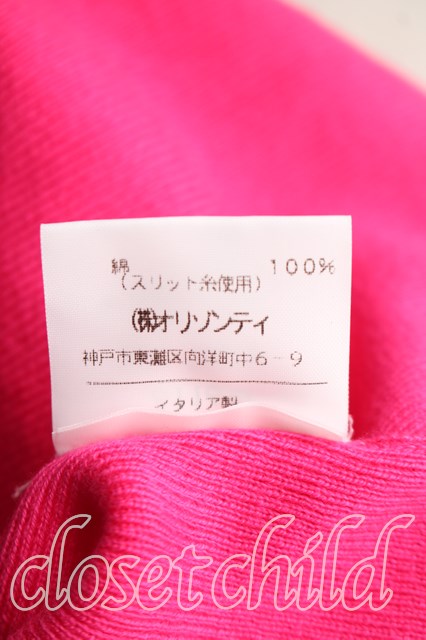 綿 100%
(スリット糸使用)
(株)オリゾンティ
神戸市東灘区向洋町中6-9
イタリア製
closetchild